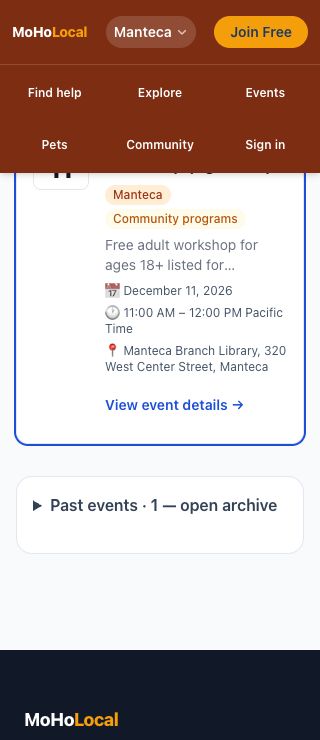 MoHoLocal
Manteca
Join Free
Find help
Explore
Events
Pets
Community
Sign in
Manteca
Community programs
Free adult workshop for
ages 18+ listed for...
December 11, 2026
11:00 AM – 12:00 PM Pacific
Time
Manteca Branch Library, 320
West Center Street, Manteca
View event details →
Past events · 1 — open archive
MoHoLocal